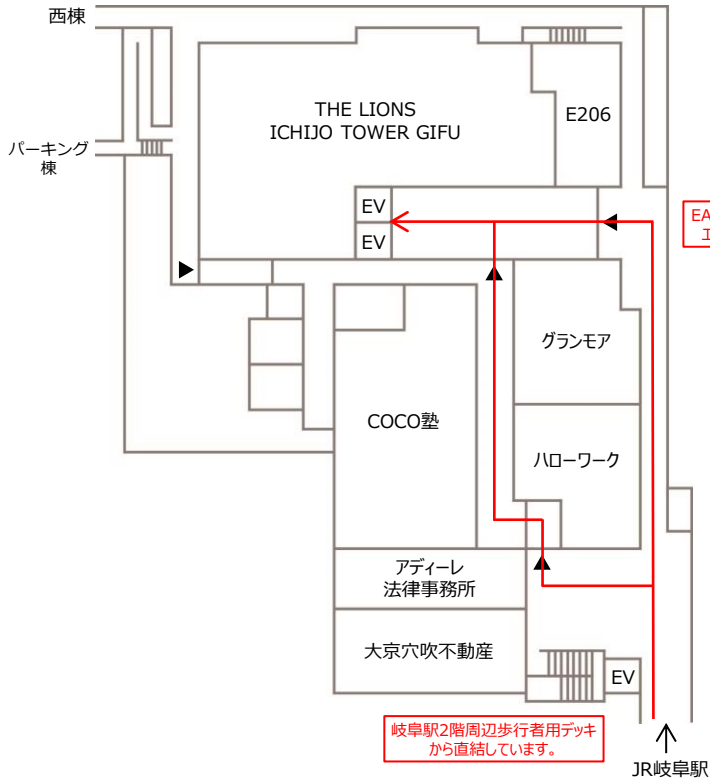 西棟
THE LIONS
ICHIJO TOWER GIFU
E206
パーキング
棟
EV
EV
EA
エ
グランモア
COCO塾
ハローワーク
アディーレ
法律事務所
大京穴吹不動産
EV
岐阜駅2階周辺歩行者用デッキ
から直結しています。
JR岐阜駅